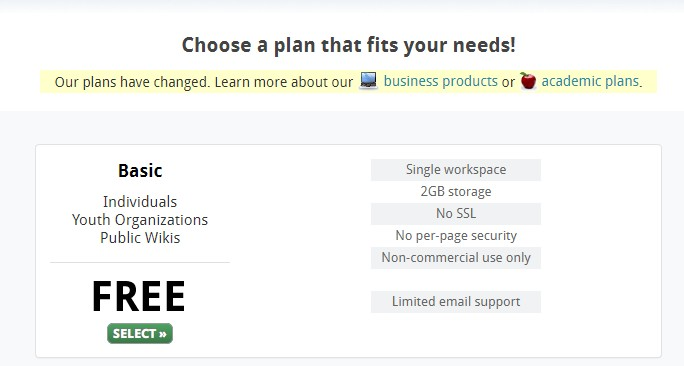 Choose a plan that fits your needs!
Our plans have changed. Learn more about our business products or academic plans.
Basic
Individuals
Youth Organizations
Public Wikis
FREE
SELECT »
Single workspace
2GB storage
No SSL
No per-page security
Non-commercial use only
Limited email support